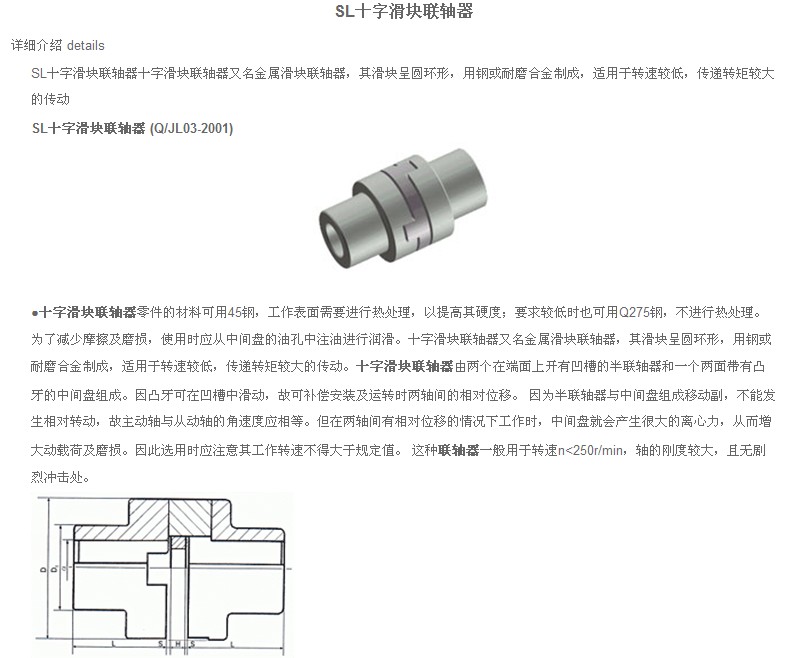 SL十字滑块联轴器
详细介绍 details
SL十字滑块联轴器十字滑块联轴器又名金属滑块联轴器，其滑块呈圆环形，用钢或耐磨合金制成，适用于转速较低，传递转矩较大
的传动
SL十字滑块联轴器 (Q/JL03-2001)
●十字滑块联轴器零件的材料可用45钢，工作表面需要进行热处理，以提高其硬度；要求较低时也可用Q275钢，不进行热处理。
为了减少摩擦及磨损，使用时应从中间盘的油孔中注油进行润滑。十字滑块联轴器又名金属滑块联轴器，其滑块呈圆环形，用钢或
耐磨合金制成，适用于转速较低，传递转矩较大的传动。十字滑块联轴器由两个在端面上开有凹槽的半联轴器和一个两面带有凸
牙的中间盘组成。因凸牙可在凹槽中滑动，故可补偿安装及运转时两轴间的相对位移。 因为半联轴器与中间盘组成移动副，不能发
生相对转动，故主动轴与从动轴的角速度应相等。但在两轴间有相对位移的情况下工作时，中间盘就会产生很大的离心力，从而增
大动载荷及磨损。因此选用时应注意其工作转速不得大于规定值。 这种联轴器一般用于转速n<250r/min，轴的刚度较大，且无剧
烈冲击处。
D D₁
L S H S L